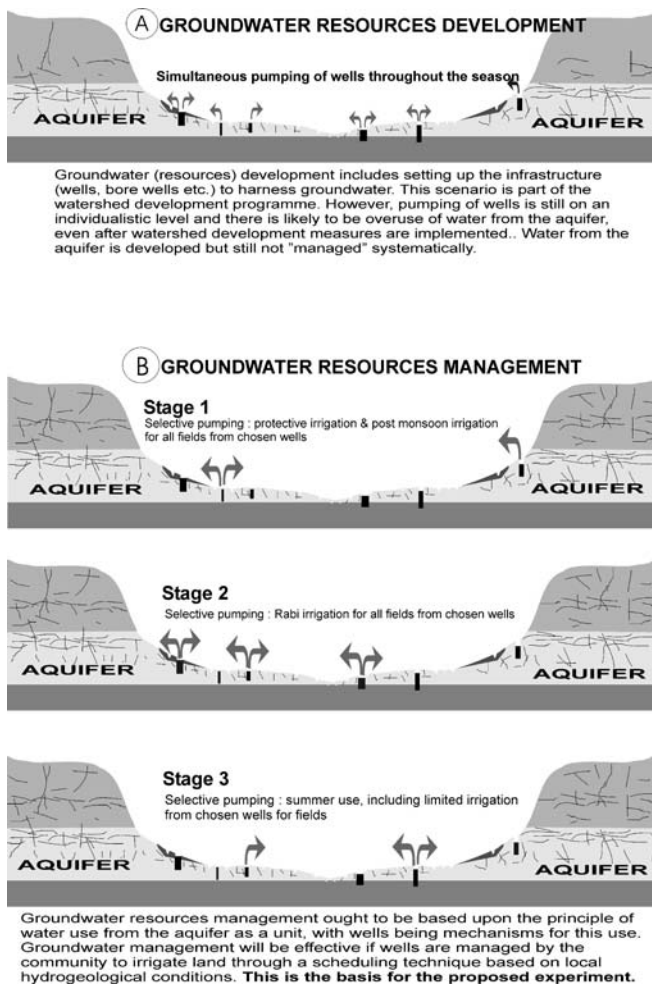 A GROUNDWATER RESOURCES DEVELOPMENT
Simultaneous pumping of wells throughout the season
AQUIFER
AQUIFER
Groundwater (resources) development includes setting up the infrastructure
(wells, bore wells etc.) to harness groundwater. This scenario is part of the
watershed development programme. However, pumping of wells is still on an
individualistic level and there is likely to be overuse of water from the aquifer,
even after watershed development measures are implemented.. Water from the
aquifer is developed but still not "managed" systematically.
B GROUNDWATER RESOURCES MANAGEMENT
Stage 1
Selective pumping : protective irrigation & post monsoon irrigation
for all fields from chosen wells
AQUIFER
AQUIFER
Stage 2
Selective pumping : Rabi irrigation for all fields from chosen wells
AQUIFER
AQUIFER
Stage 3
Selective pumping : summer use, including limited irrigation
from chosen wells for fields
AQUIFER
AQUIFER
Groundwater resources management ought to be based upon the principle of
water use from the aquifer as a unit, with wells being mechanisms for this use.
Groundwater management will be effective if wells are managed by the
community to irrigate land through a scheduling technique based on local
hydrogeological conditions. This is the basis for the proposed experiment.